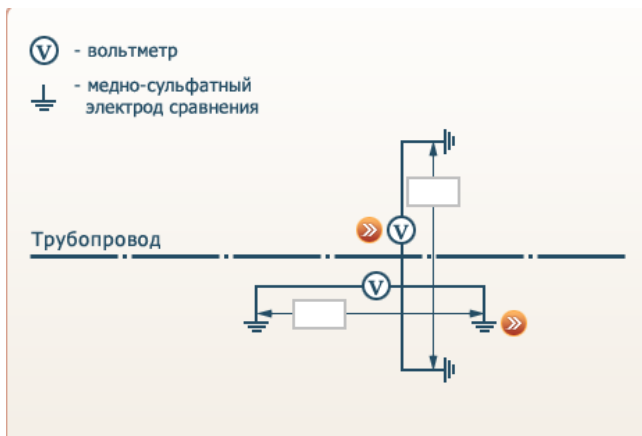 V - вольтметр
- медно-сульфатный
электрод сравнения
V
Трубопровод
V